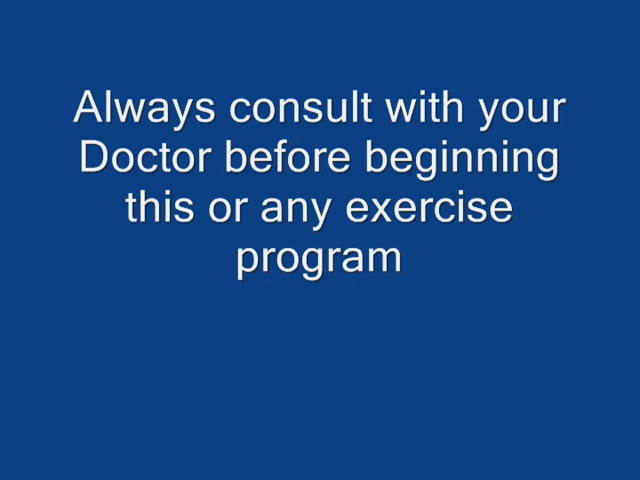 Always consult with your
Doctor before beginning
this or any exercise
program